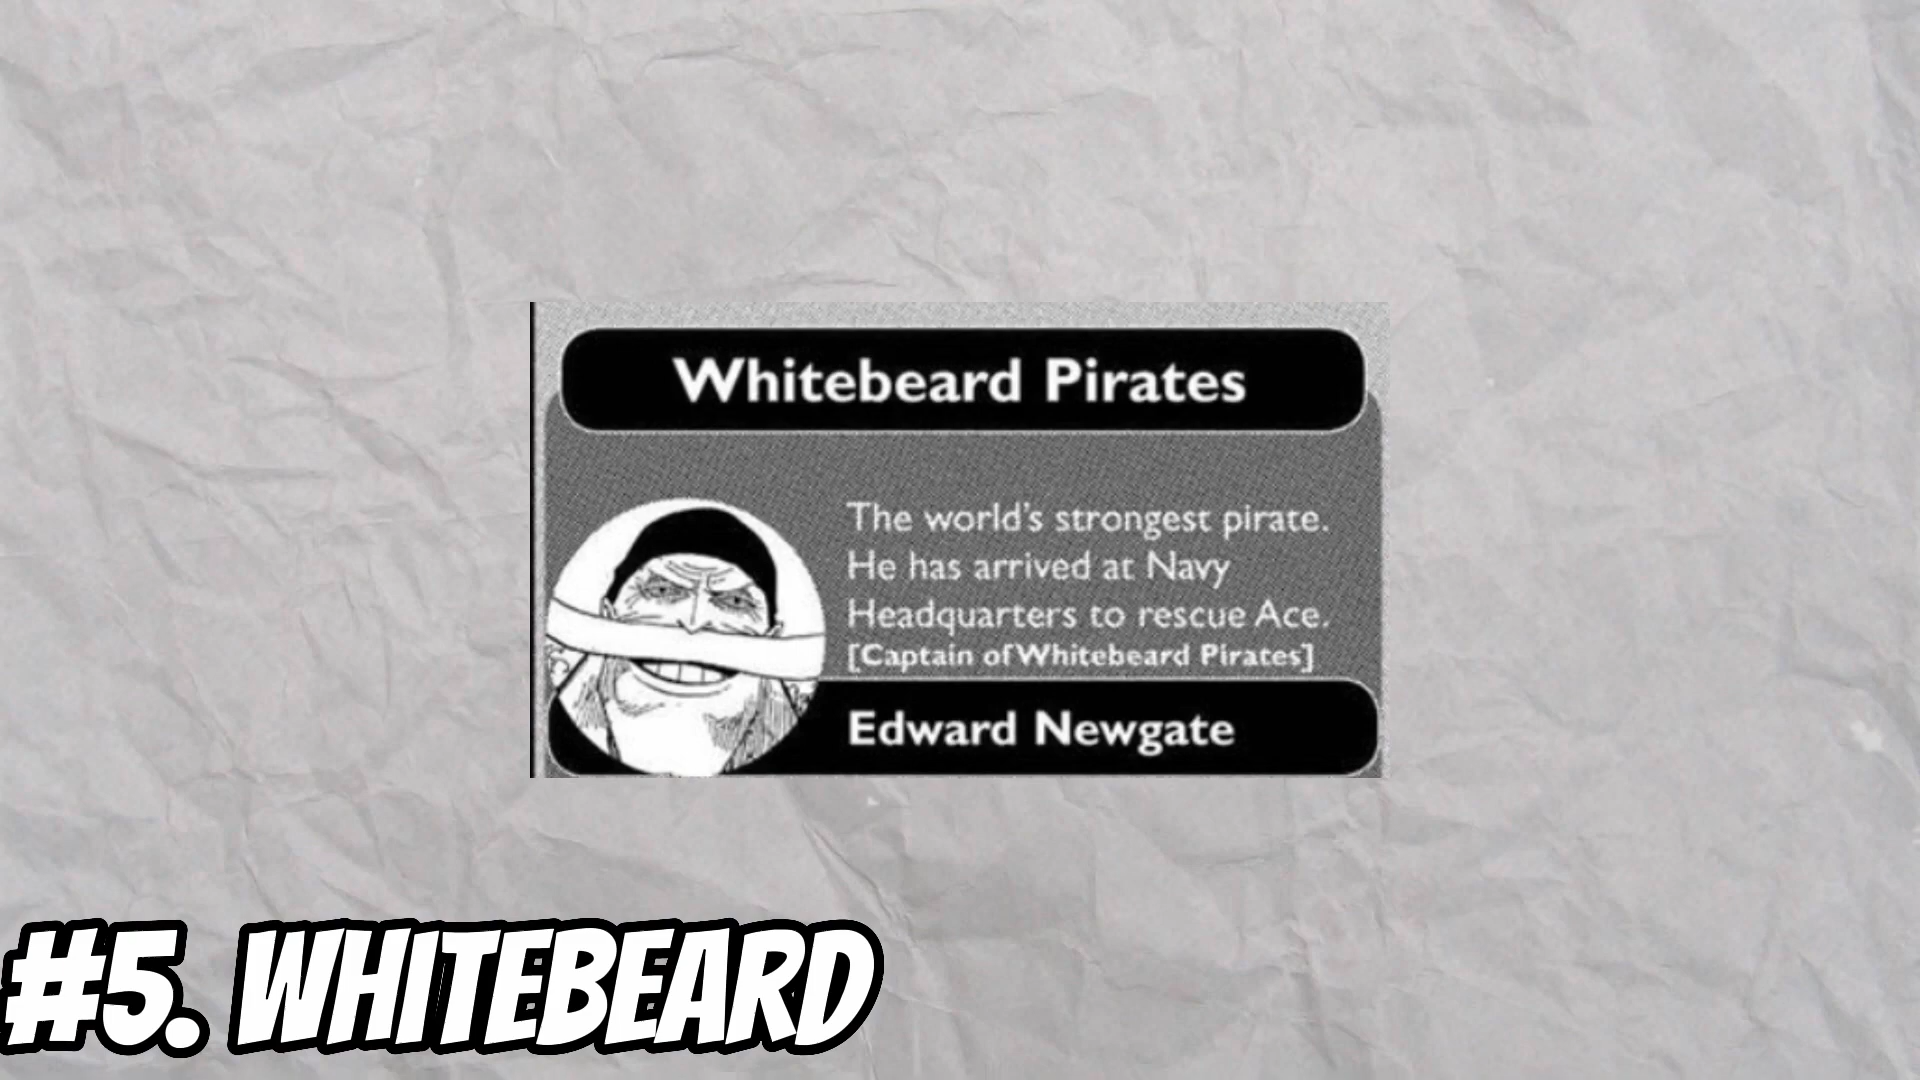 Whitebeard Pirates
The world's strongest pirate.
He has arrived at Navy
Headquarters to rescue Ace.
[Captain of Whitebeard Pirates]
Edward Newgate
#5. WHITEBEARD